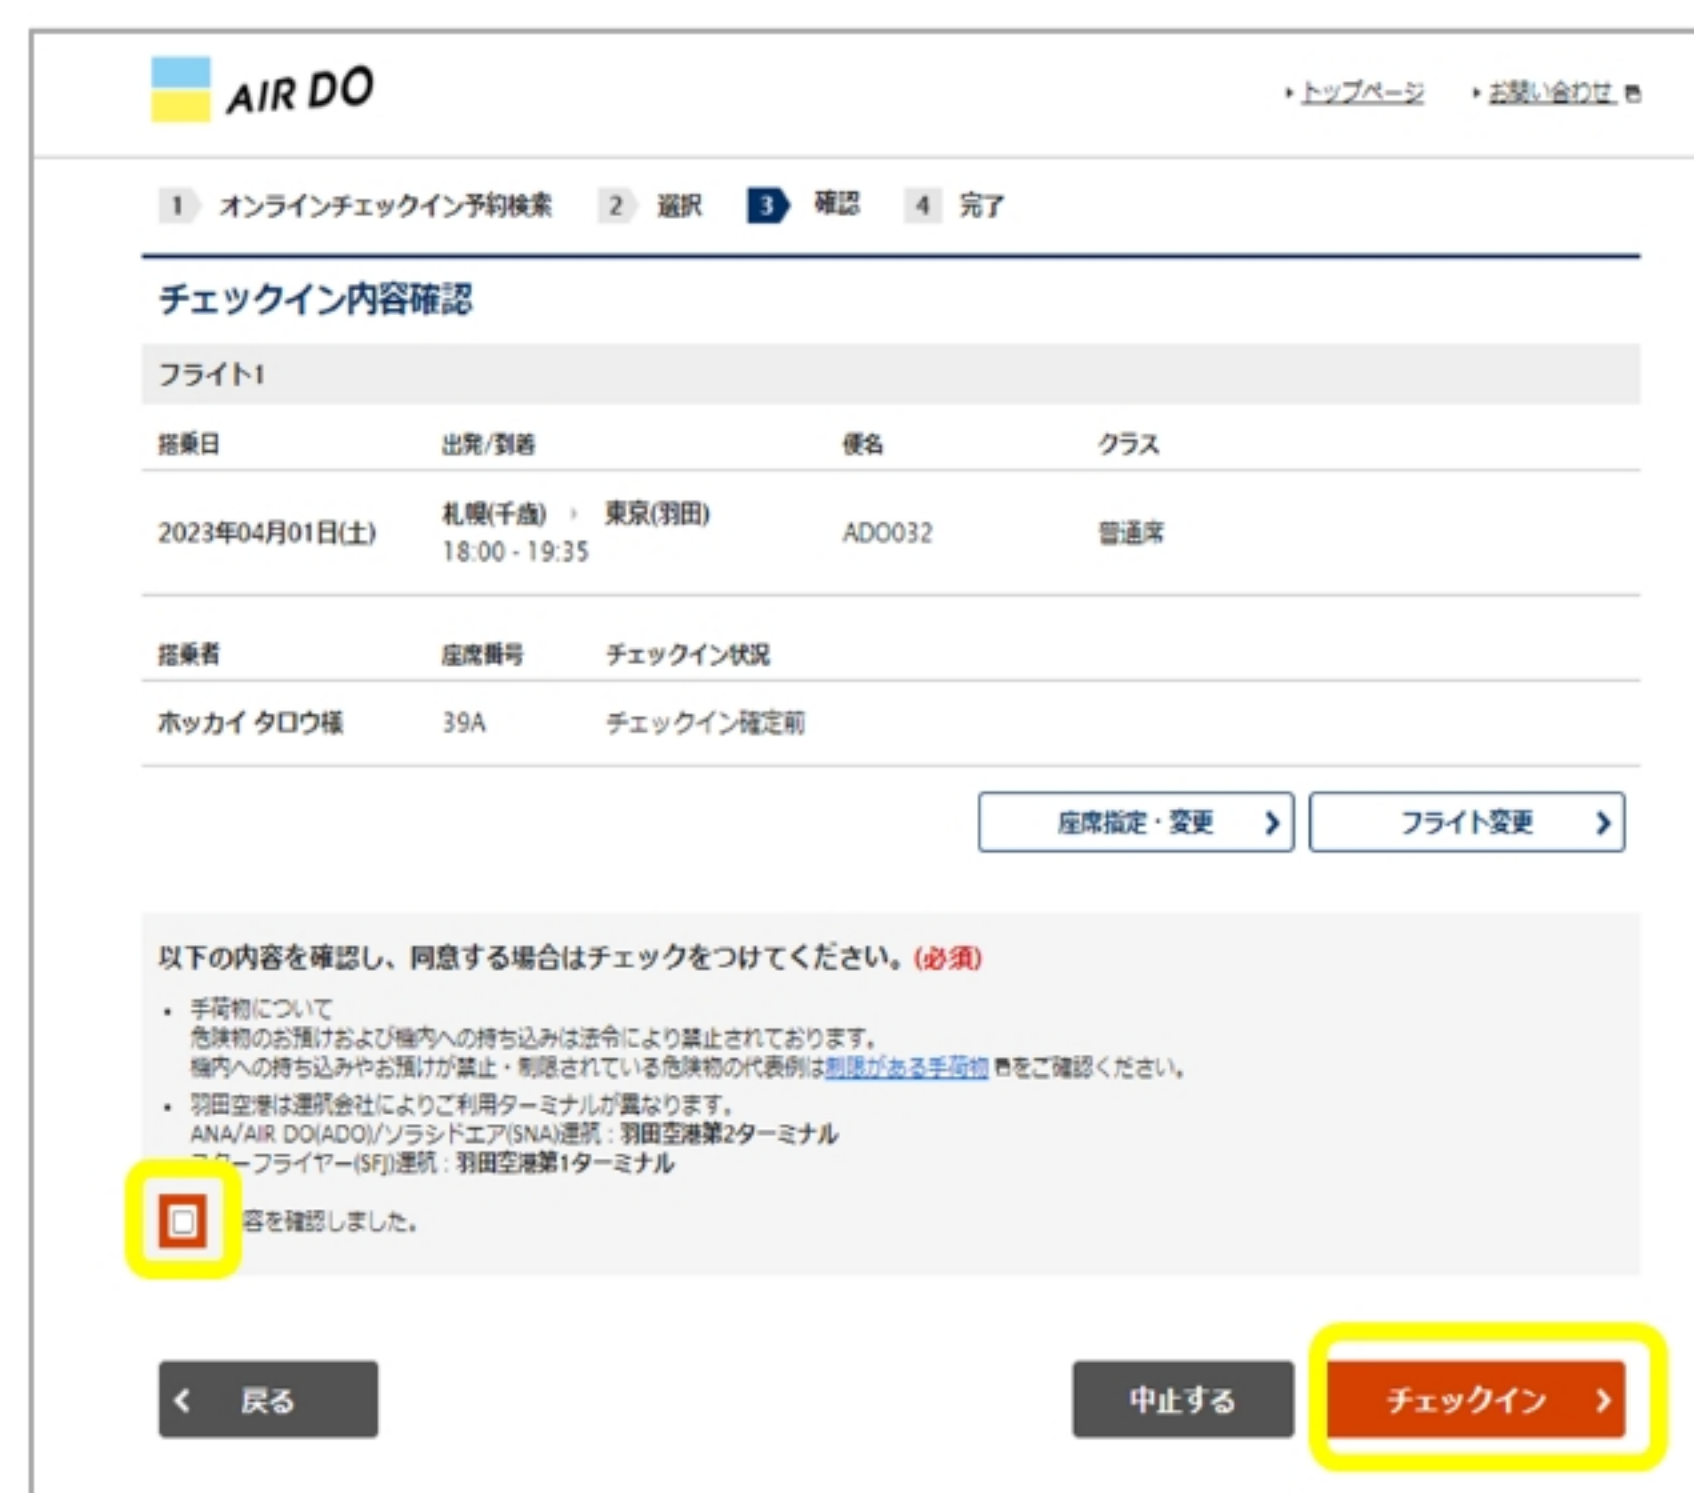 AIR DO
トップページ お問い合わせ
1 オンラインチェックイン予約検索 2 選択 3 確認 4 完了
チェックイン内容確認
フライト1
搭乗日 出発/到着 便名 クラス
2023年04月01日(土) 札幌(千歳) 東京(羽田) ADO032 普通席
18:00 - 19:35
搭乗者 座席番号 チェックイン状況
ホッカイ タロウ様 39A チェックイン確定前
座席指定・変更 フライト変更
以下の内容を確認し、同意する場合はチェックをつけてください。(必須)
・ 手荷物について
危険物のお預けおよび機内への持ち込みは法令により禁止されております。
機内への持ち込みやお預けが禁止・制限されている危険物の代表例は制限がある手荷物をご確認ください。
・ 羽田空港は運航会社によりご利用ターミナルが異なります。
ANA/AIR DO(ADO)/ソラシドエア(SNA)運航 : 羽田空港第2ターミナル
スターフライヤー(SFJ)運航 : 羽田空港第1ターミナル
容を確認しました。
戻る 中止する チェックイン